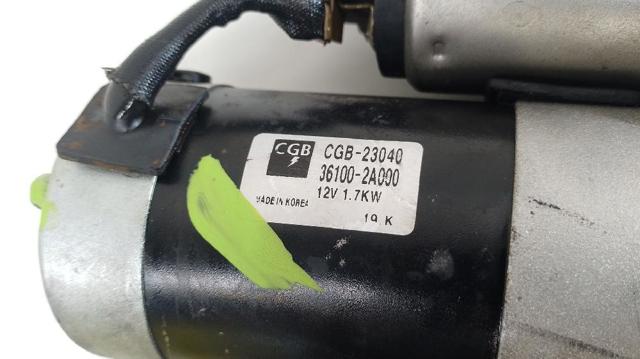 CGB CGB-23040
36100-2A000
12V 1.7KW
MADE IN KOREA
19 K